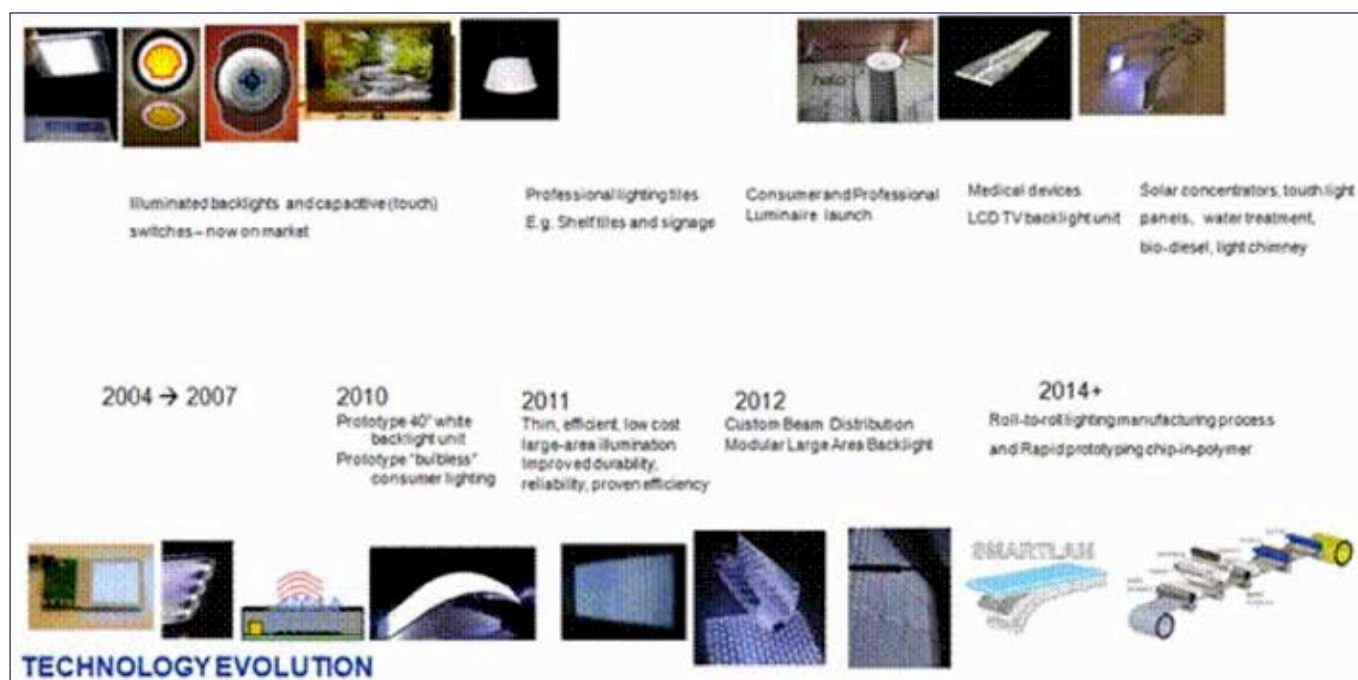 halo
Illuminated backlights and capacitive (touch)
switches – now on market
Professional lighting tiles
E.g. Shelf tiles and signage
Consumer and Professional
Luminaire launch
Medical devices
LCD TV backlight unit
Solar concentrators, touch light
panels, water treatment,
bio-diesel, light chimney
2004 → 2007
2010
Prototype 40" white
backlight unit
Prototype "bulbless"
consumer lighting
2011
Thin, efficient, low cost
large-area illumination
Improved durability,
reliability, proven efficiency
2012
Custom Beam Distribution
Modular Large Area Backlight
2014+
Roll-to-roll lighting manufacturing process
and Rapid prototyping chip-in-polymer
SMARTLAM
TECHNOLOGY EVOLUTION